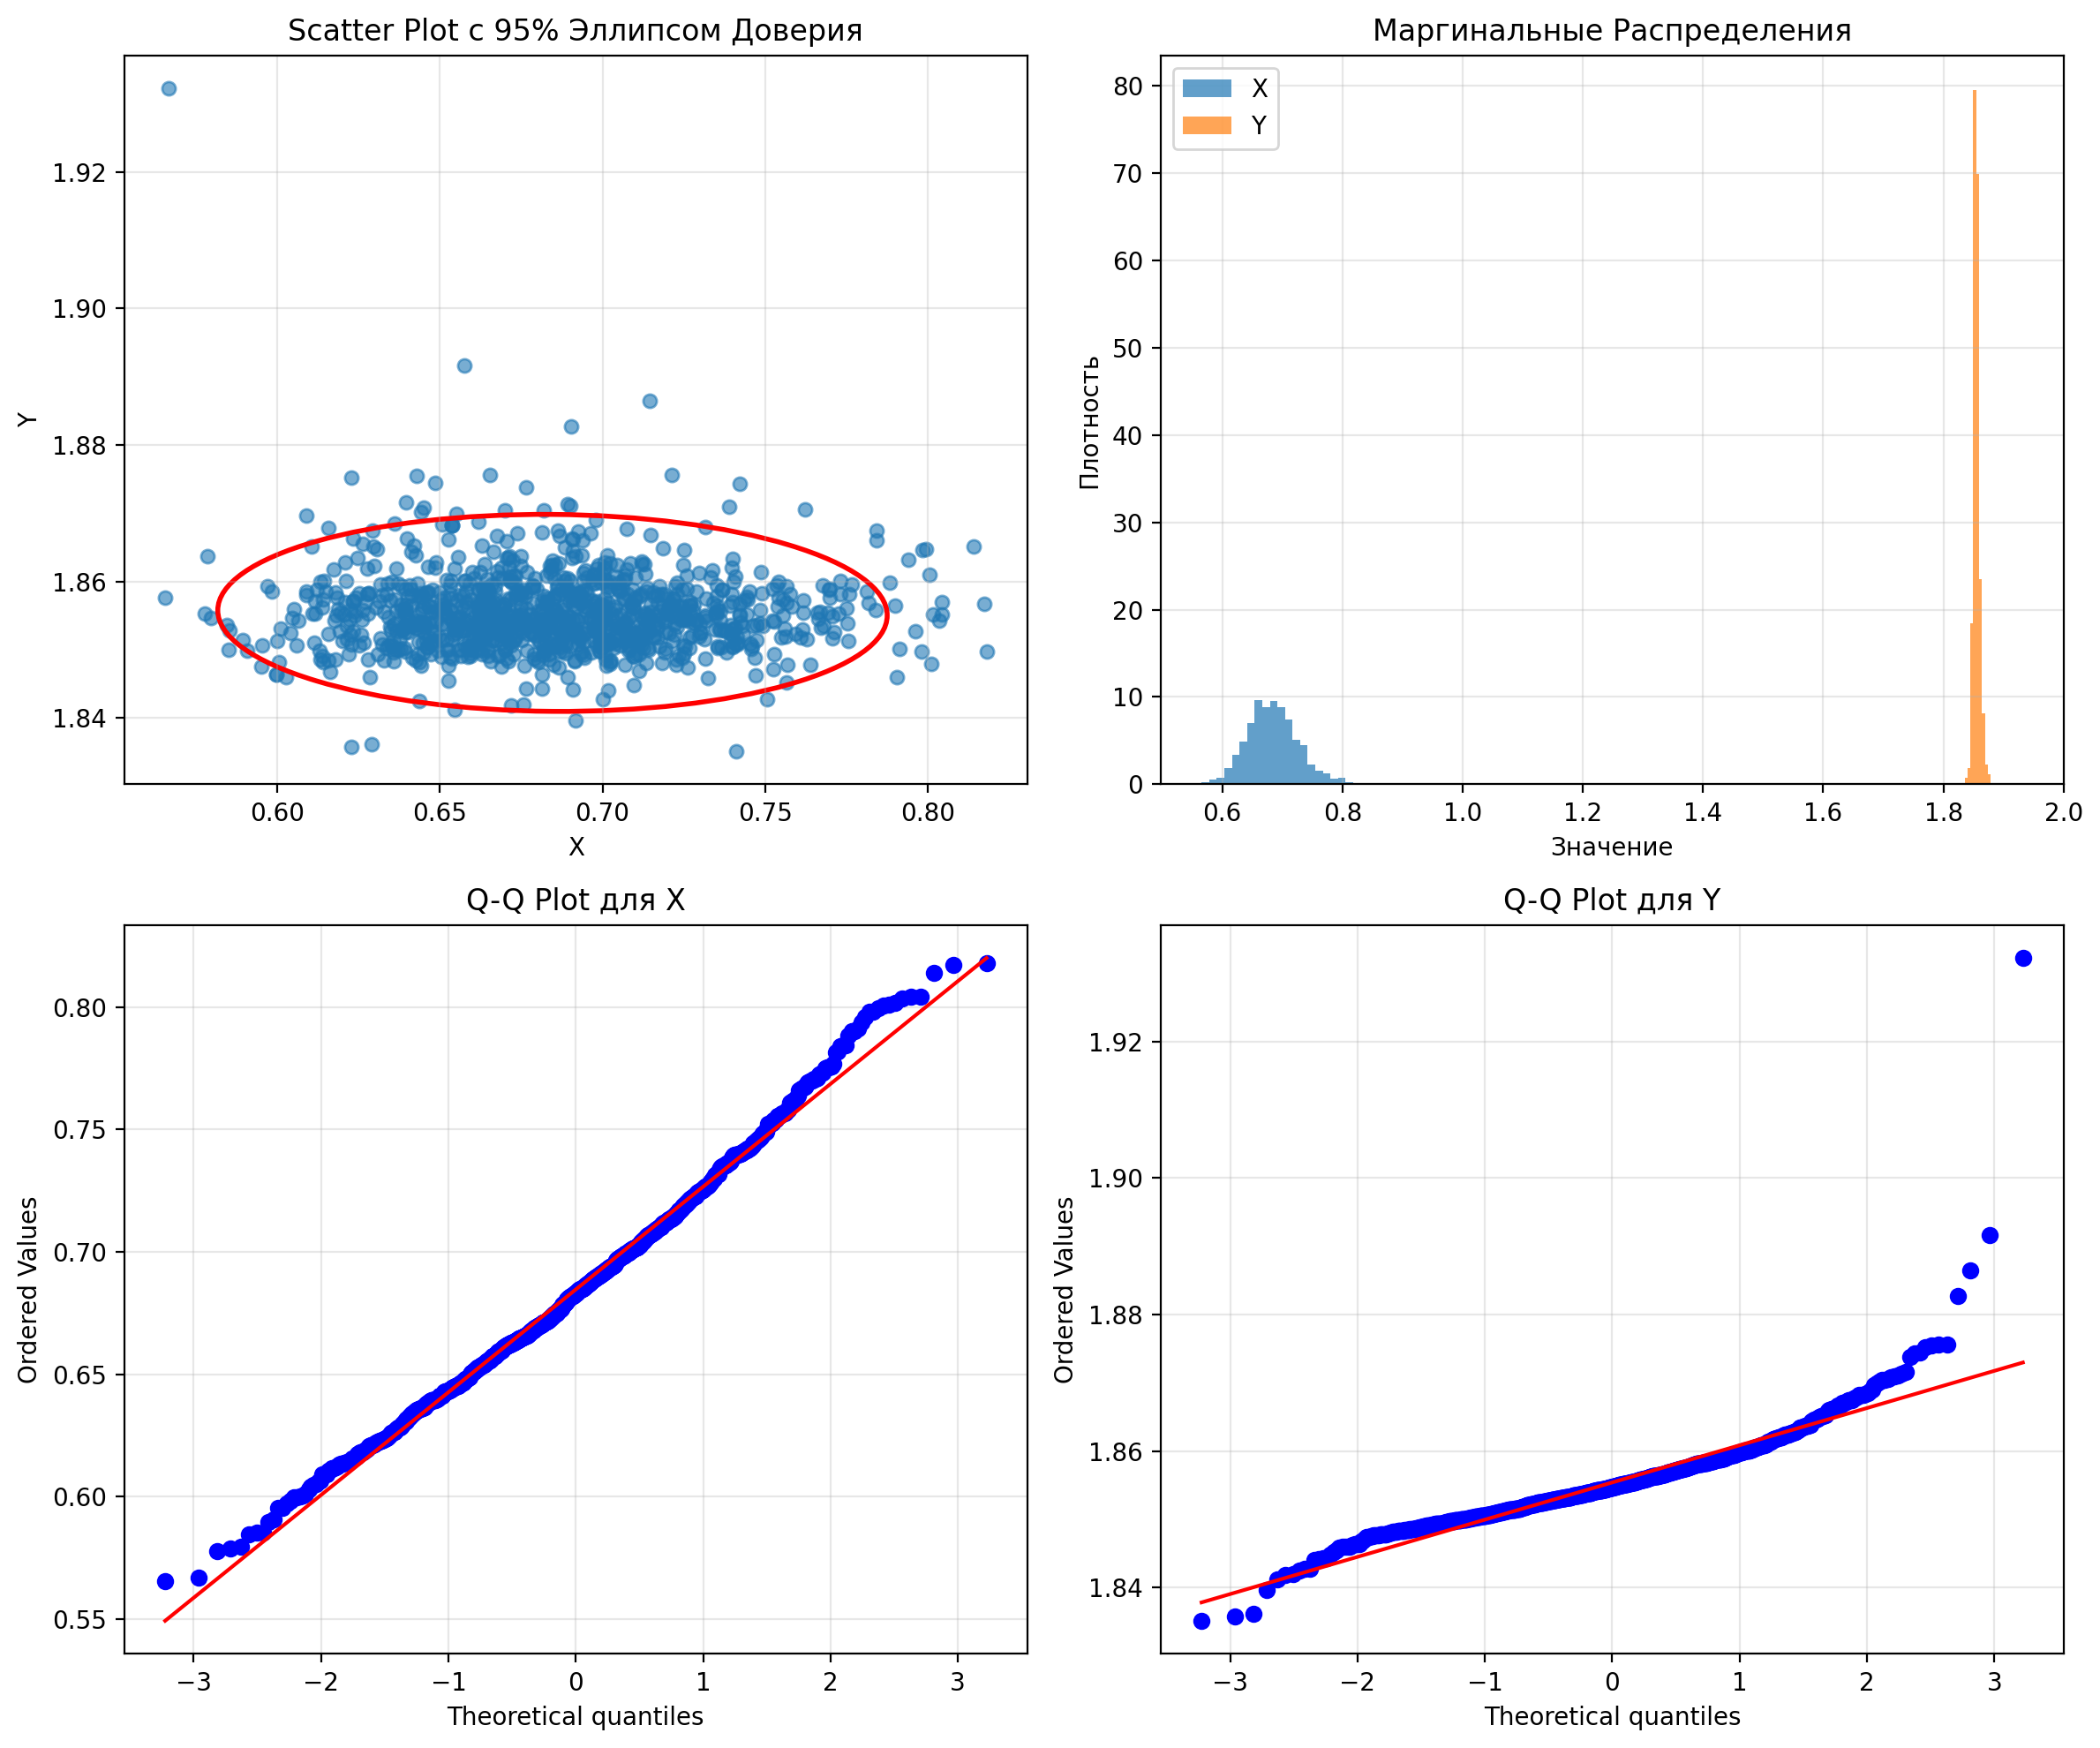 Scatter Plot с 95% Эллипсом Доверия
1.92
1.90
1.88
1.86
1.84
Y
0.60 0.65 0.70 0.75 0.80
X
Маргинальные Распределения
X
Y
80
70
60
50
40
30
20
10
0
Плотность
0.6 0.8 1.0 1.2 1.4 1.6 1.8 2.0
Значение
Q-Q Plot для X
0.80
0.75
0.70
0.65
0.60
0.55
Ordered Values
−3 −2 −1 0 1 2 3
Theoretical quantiles
Q-Q Plot для Y
1.92
1.90
1.88
1.86
1.84
Ordered Values
−3 −2 −1 0 1 2 3
Theoretical quantiles